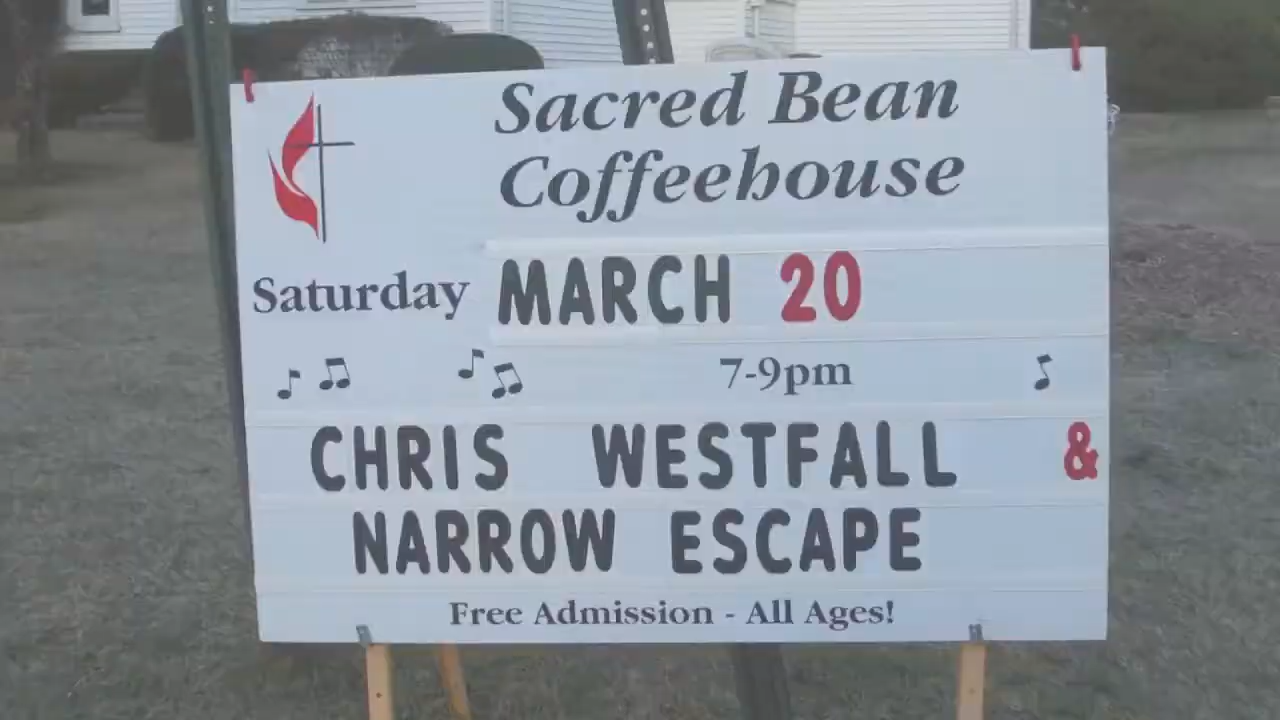 Sacred Bean
Coffeehouse
Saturday MARCH 20
7-9pm
CHRIS WESTFALL &
NARROW ESCAPE
Free Admission - All Ages!